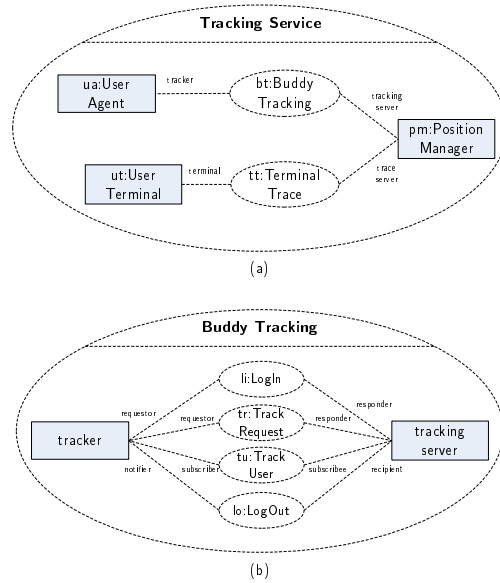 Tracking Service
ua:User
Agent
tracker
bt:Buddy
Tracking
tracking
server
pm:Position
Manager
ut:User
Terminal
terminal
tt:Terminal
Trace
trace
server
(a)
Buddy Tracking
li:LogIn
requestor
responder
tr:Track
Request
requestor
responder
tracker
tracking
server
tu:Track
User
notifier
subscriber
subscribee
recipient
lo:LogOut
(b)